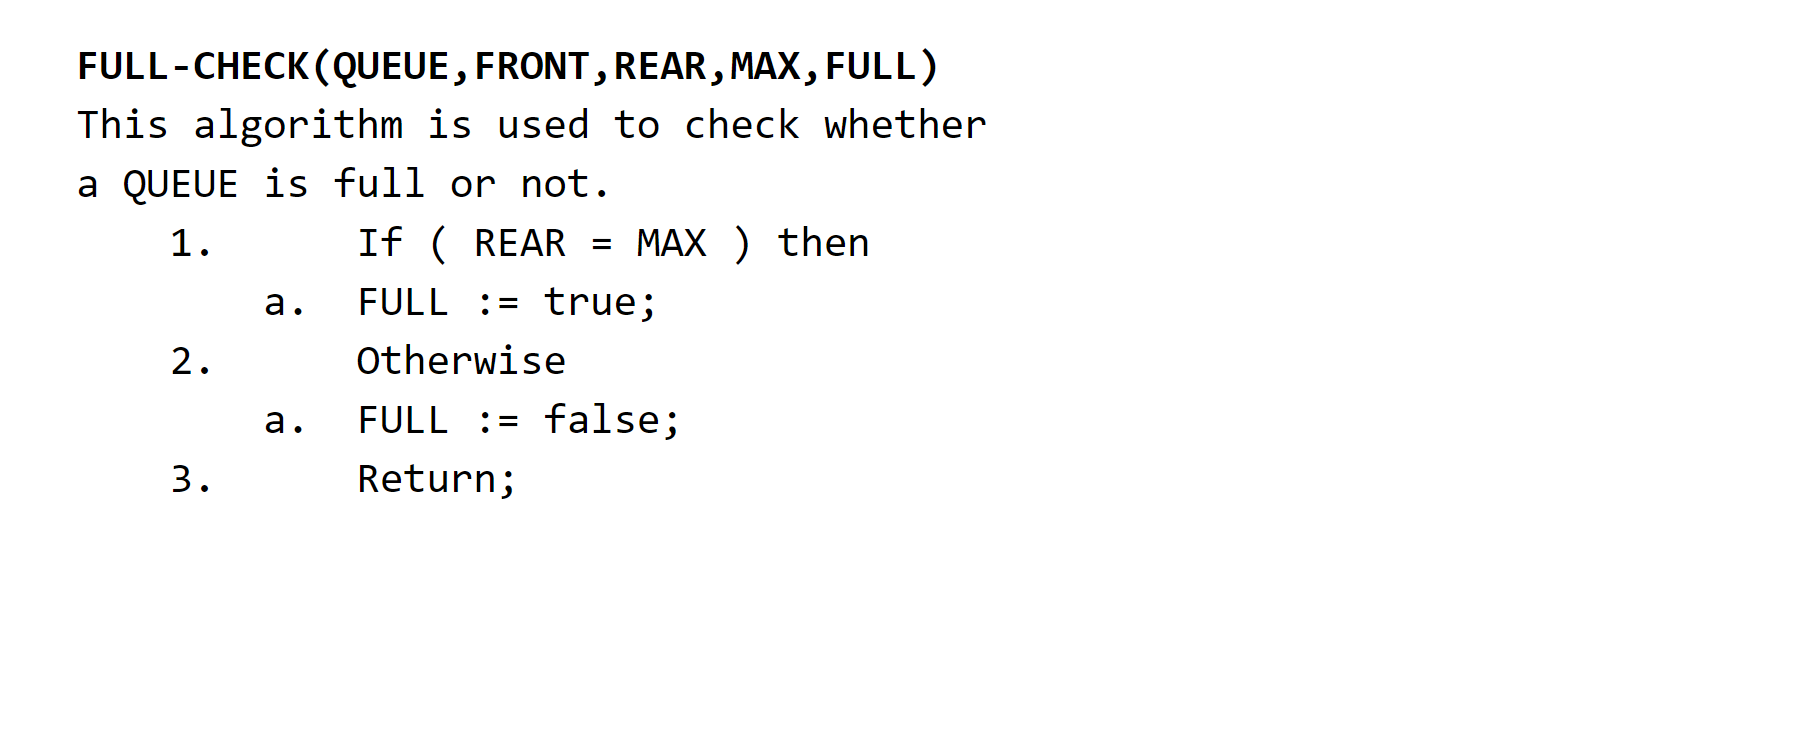 FULL-CHECK(QUEUE,FRONT,REAR,MAX,FULL)
This algorithm is used to check whether
a QUEUE is full or not.
1. If ( REAR = MAX ) then
a. FULL := true;
2. Otherwise
a. FULL := false;
3. Return;